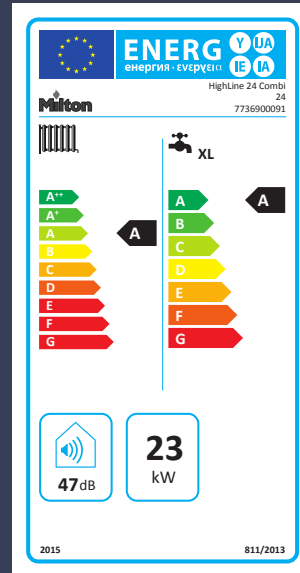 ENERG Y IJA
енергия · ενεργεια IE IA
Milton
HighLine 24 Combi
24
7736900091
XL
A++
A+
A
B
C
D
E
F
G
A
A
B
C
D
E
F
G
A
47dB
23
kW
2015
811/2013